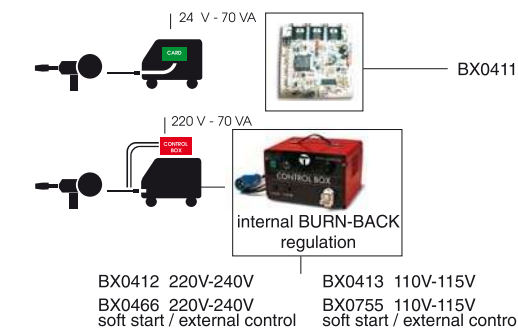 24 V - 70 VA
CARD
BX0411
220 V - 70 VA
CONTROL
BOX
CONTROL BOX
internal BURN-BACK
regulation
BX0412 220V-240V
BX0466 220V-240V
soft start / external control
BX0413 110V-115V
BX0755 110V-115V
soft start / external contro